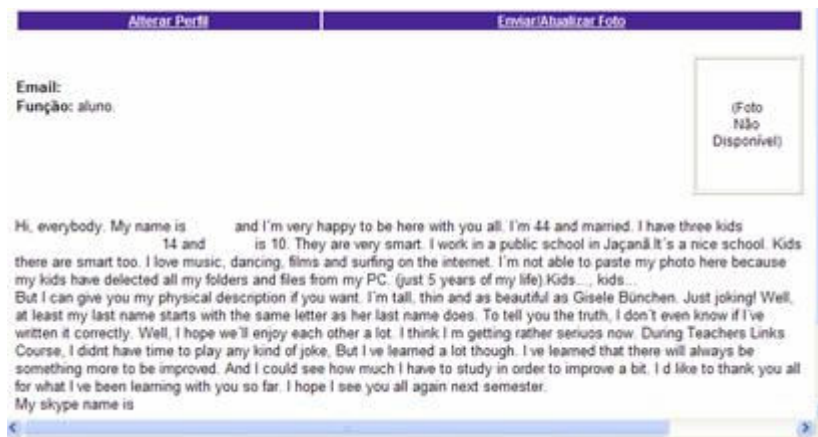 Alterar Perfil Enviar/Atualizar Foto
Email:
Função: aluno.
(Foto
Não
Disponível)
Hi, everybody. My name is and I´m very happy to be here with you all. I´m 44 and married. I have three kids
14 and is 10. They are very smart. I work in a public school in Jaçanã.It´s a nice school. Kids
there are smart too. I love music, dancing, films and surfing on the internet. I´m not able to paste my photo here because
my kids have delected all my folders and files from my PC. (just 5 years of my life).Kids..., kids...
But I can give you my physical description if you want. I´m tall, thin and as beautiful as Gisele Bünchen. Just joking! Well,
at least my last name starts with the same letter as her last name does. To tell you the truth, I don´t even know if I´ve
written it correctly. Well, I hope we´ll enjoy each other a lot. I think I m getting rather seriuos now. During Teachers Links
Course, I didnt have time to play any kind of joke, But I ve learned a lot though. I ve learned that there will always be
something more to be improved. And I could see how much I have to study in order to improve a bit. I d like to thank you all
for what I ve been learning with you so far. I hope I see you all again next semester.
My skype name is